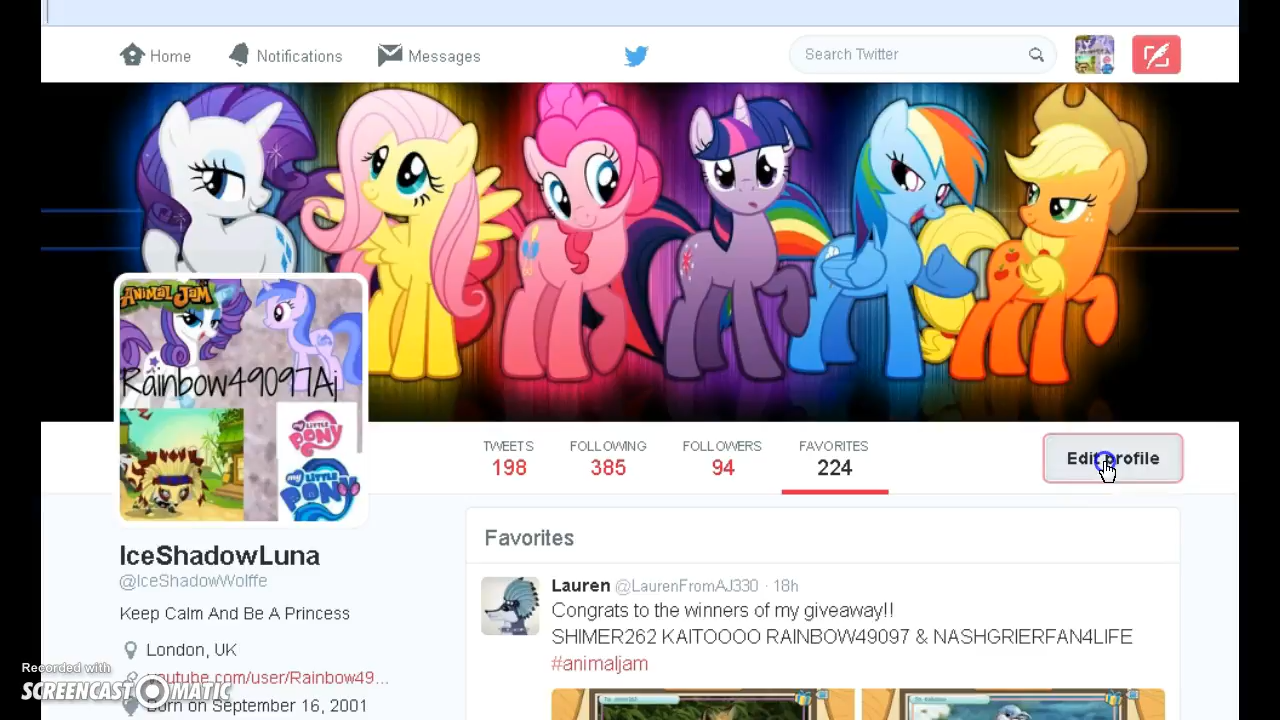 Home Notifications Messages Search Twitter
ANIMAL JAM
Rainbow49097Aj
MY LITTLE PONY
MY LITTLE PONY
TWEETS FOLLOWING FOLLOWERS FAVORITES
198 385 94 224
Edit profile
IceShadowLuna
@IceShadowWolffe
Keep Calm And Be A Princess
London, UK
youtube.com/user/Rainbow49...
Born on September 16, 2001
Favorites
Lauren @LaurenFromAJ330 · 18h
Congrats to the winners of my giveaway!!
SHIMER262 KAITOOOO RAINBOW49097 & NASHGRIERFAN4LIFE
#animaljam
Recorded with
SCREENCAST O MATIC